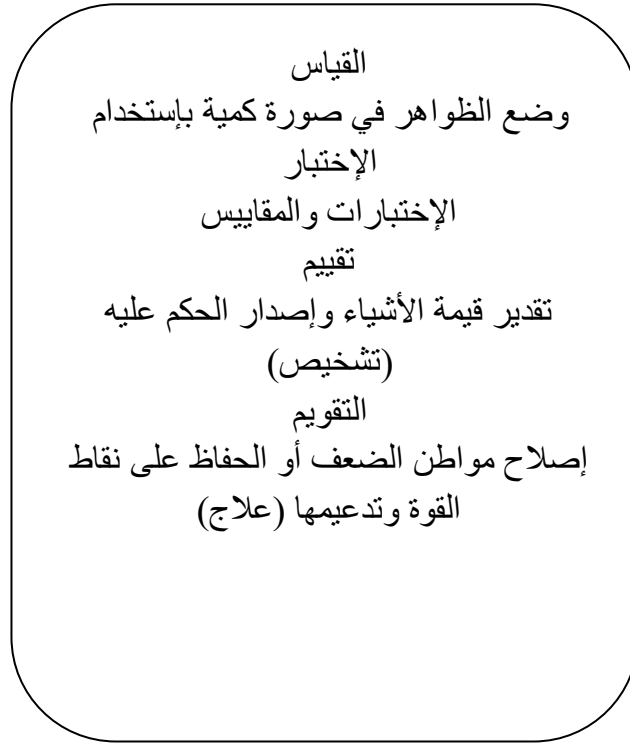 القياس
وضع الظواهر في صورة كمية بإستخدام
الإختبار
الإختبارات والمقاييس
تقييم
تقدير قيمة الأشياء وإصدار الحكم عليه
(تشخيص)
التقويم
إصلاح مواطن الضعف أو الحفاظ على نقاط
القوة وتدعيمها (علاج)